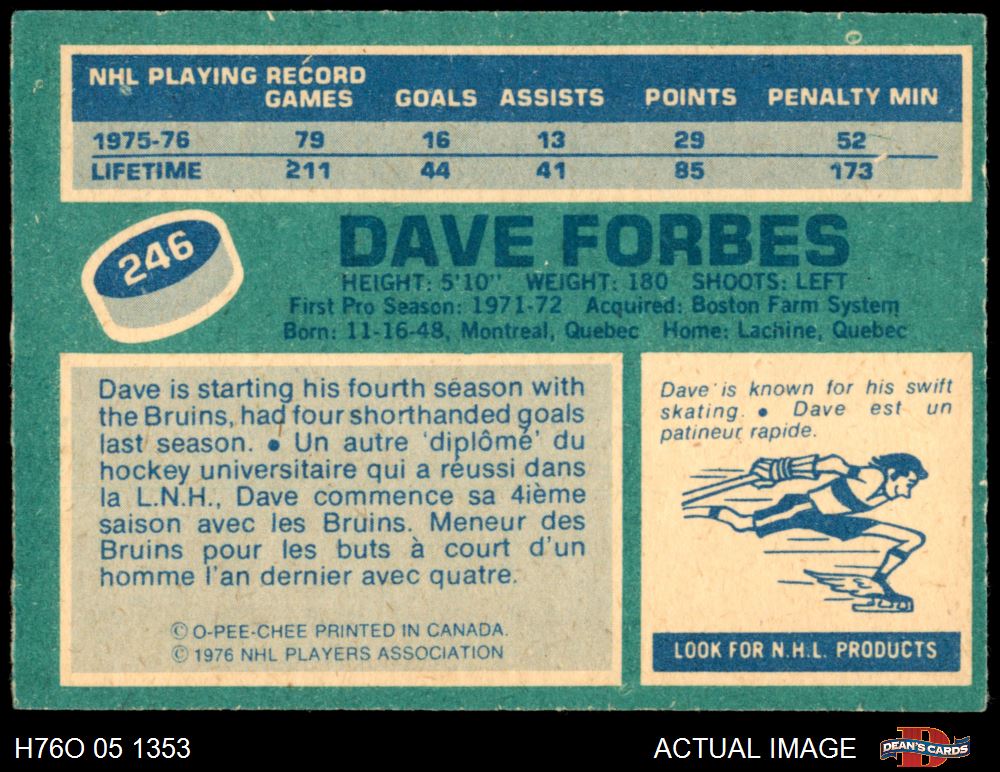 NHL PLAYING RECORD
GAMES GOALS ASSISTS POINTS PENALTY MIN
1975-76 79 16 13 29 52
LIFETIME 211 44 41 85 173
246
DAVE FORBES
HEIGHT: 5'10" WEIGHT: 180 SHOOTS: LEFT
First Pro Season: 1971-72 Acquired: Boston Farm System
Born: 11-16-48, Montreal, Quebec Home: Lachine, Quebec
Dave is starting his fourth season with
the Bruins, had four shorthanded goals
last season. ● Un autre 'diplômé' du
hockey universitaire qui a réussi dans
la L.N.H., Dave commence sa 4ième
saison avec les Bruins. Meneur des
Bruins pour les buts à court d'un
homme l'an dernier avec quatre.
© O-PEE-CHEE PRINTED IN CANADA.
© 1976 NHL PLAYERS ASSOCIATION
Dave is known for his swift
skating. ● Dave est un
patineur rapide.
LOOK FOR N.H.L. PRODUCTS
H76O 05 1353
ACTUAL IMAGE
DEAN'S CARDS